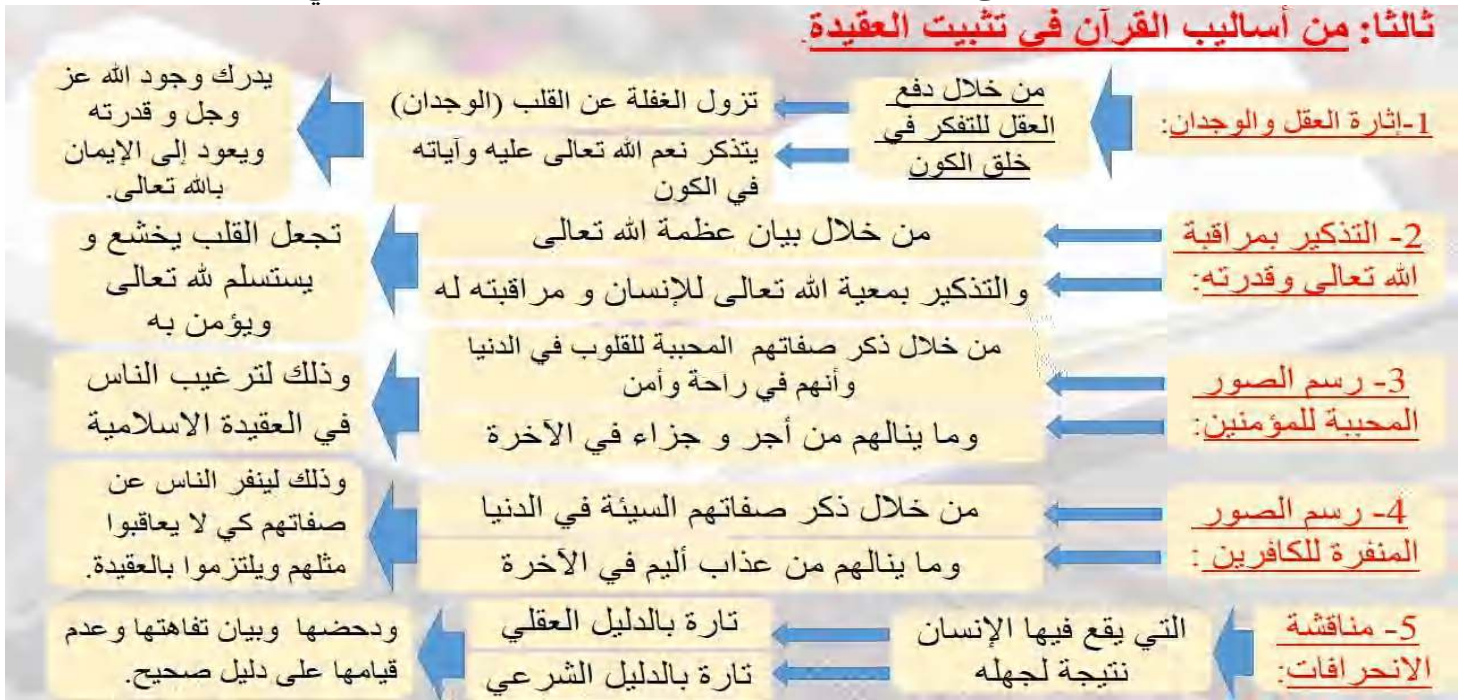 ثالثا: من أساليب القرآن في تثبيت العقيدة.
1-إثارة العقل والوجدان:
من خلال دفع
العقل للتفكر في
خلق الكون
تزول الغفلة عن القلب (الوجدان)
يتذكر نعم الله تعالى عليه وآياته
في الكون
يدرك وجود الله عز
وجل و قدرته
ويعود إلى الإيمان
بالله تعالى.
2- التذكير بمراقبة
الله تعالى وقدرته:
من خلال بيان عظمة الله تعالى
والتذكير بمعية الله تعالى للإنسان و مراقبته له
تجعل القلب يخشع و
يستسلم لله تعالى
ويؤمن به
3- رسم الصور
المحببة للمؤمنين:
من خلال ذكر صفاتهم المحببة للقلوب في الدنيا
وأنهم في راحة وأمن
وما ينالهم من أجر و جزاء في الآخرة
وذلك لترغيب الناس
في العقيدة الاسلامية
4- رسم الصور
المنفرة للكافرين :
من خلال ذكر صفاتهم السيئة في الدنيا
وما ينالهم من عذاب أليم في الآخرة
وذلك لينفر الناس عن
صفاتهم كي لا يعاقبوا
مثلهم ويلتزموا بالعقيدة.
5- مناقشة
الانحرافات:
التي يقع فيها الإنسان
نتيجة لجهله
تارة بالدليل العقلي
تارة بالدليل الشرعي
ودحضها وبيان تفاهتها وعدم
قيامها على دليل صحيح.